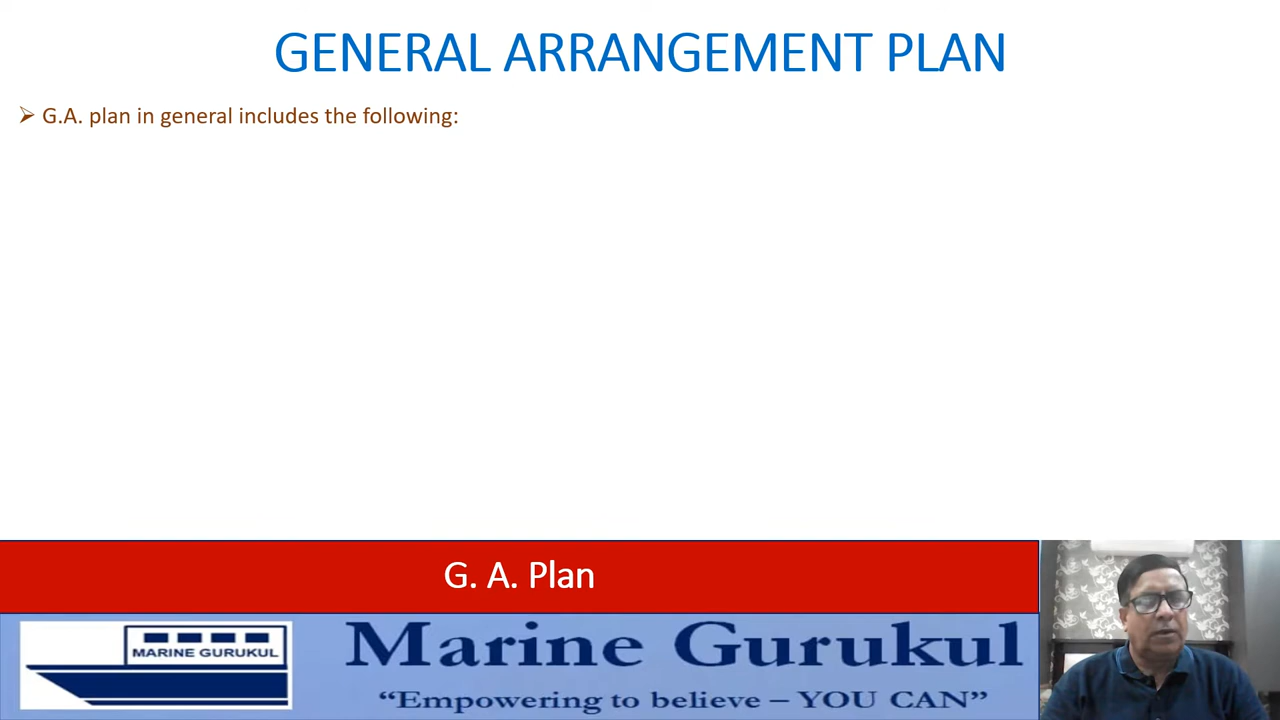 GENERAL ARRANGEMENT PLAN
➢ G.A. plan in general includes the following:
G. A. Plan
MARINE GURUKUL
Marine Gurukul
“Empowering to believe – YOU CAN”